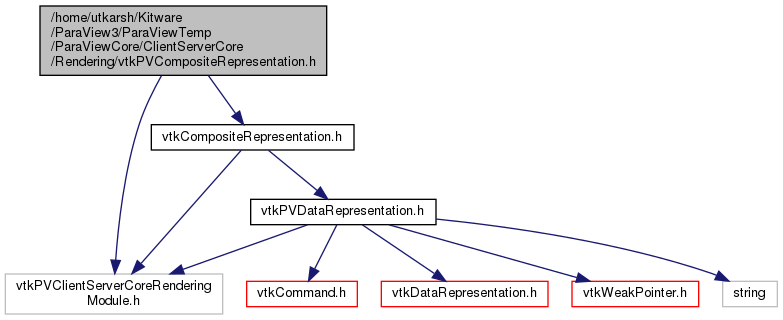 /home/utkarsh/Kitware
/ParaView3/ParaViewTemp
/ParaViewCore/ClientServerCore
/Rendering/vtkPVCompositeRepresentation.h
vtkCompositeRepresentation.h
vtkPVDataRepresentation.h
vtkPVClientServerCoreRendering
Module.h
vtkCommand.h
vtkDataRepresentation.h
vtkWeakPointer.h
string